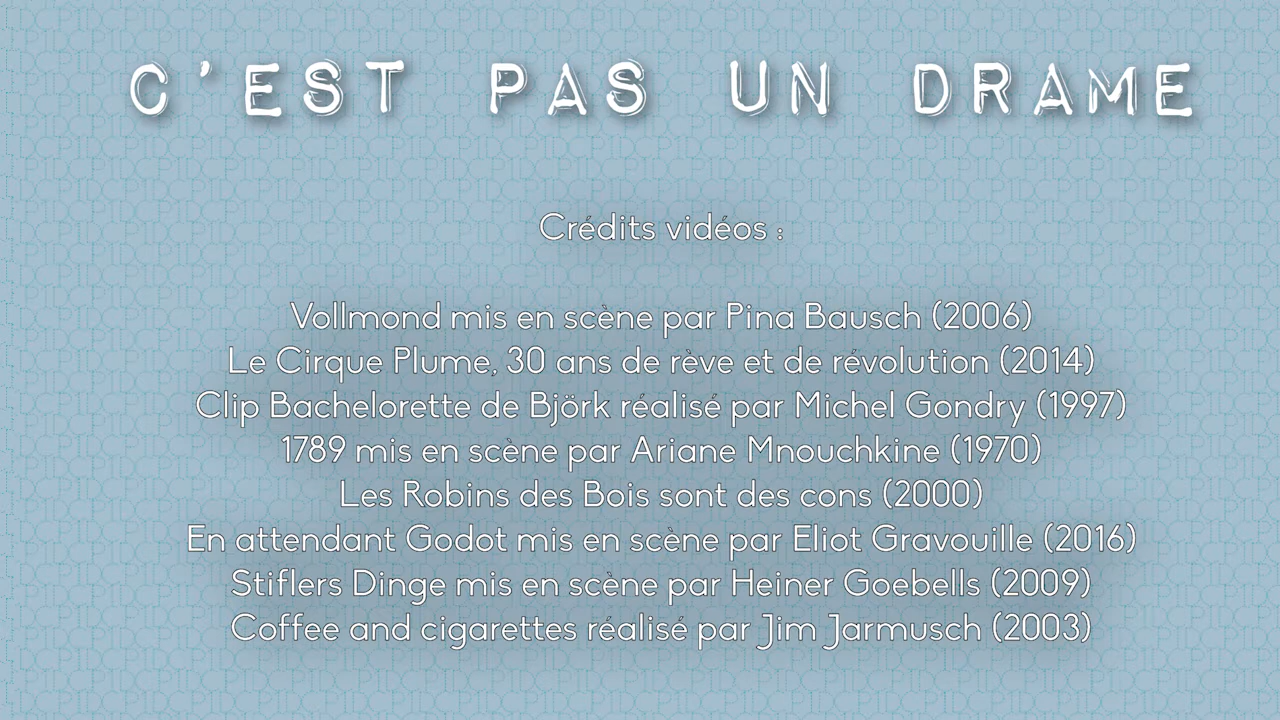 C'EST PAS UN DRAME
Crédits vidéos :
Vollmond mis en scène par Pina Bausch (2006)
Le Cirque Plume, 30 ans de rève et de révolution (2014)
Clip Bachelorette de Björk réalisé par Michel Gondry (1997)
1789 mis en scène par Ariane Mnouchkine (1970)
Les Robins des Bois sont des cons (2000)
En attendant Godot mis en scène par Eliot Gravouille (2016)
Stiflers Dinge mis en scène par Heiner Goebells (2009)
Coffee and cigarettes réalisé par Jim Jarmusch (2003)